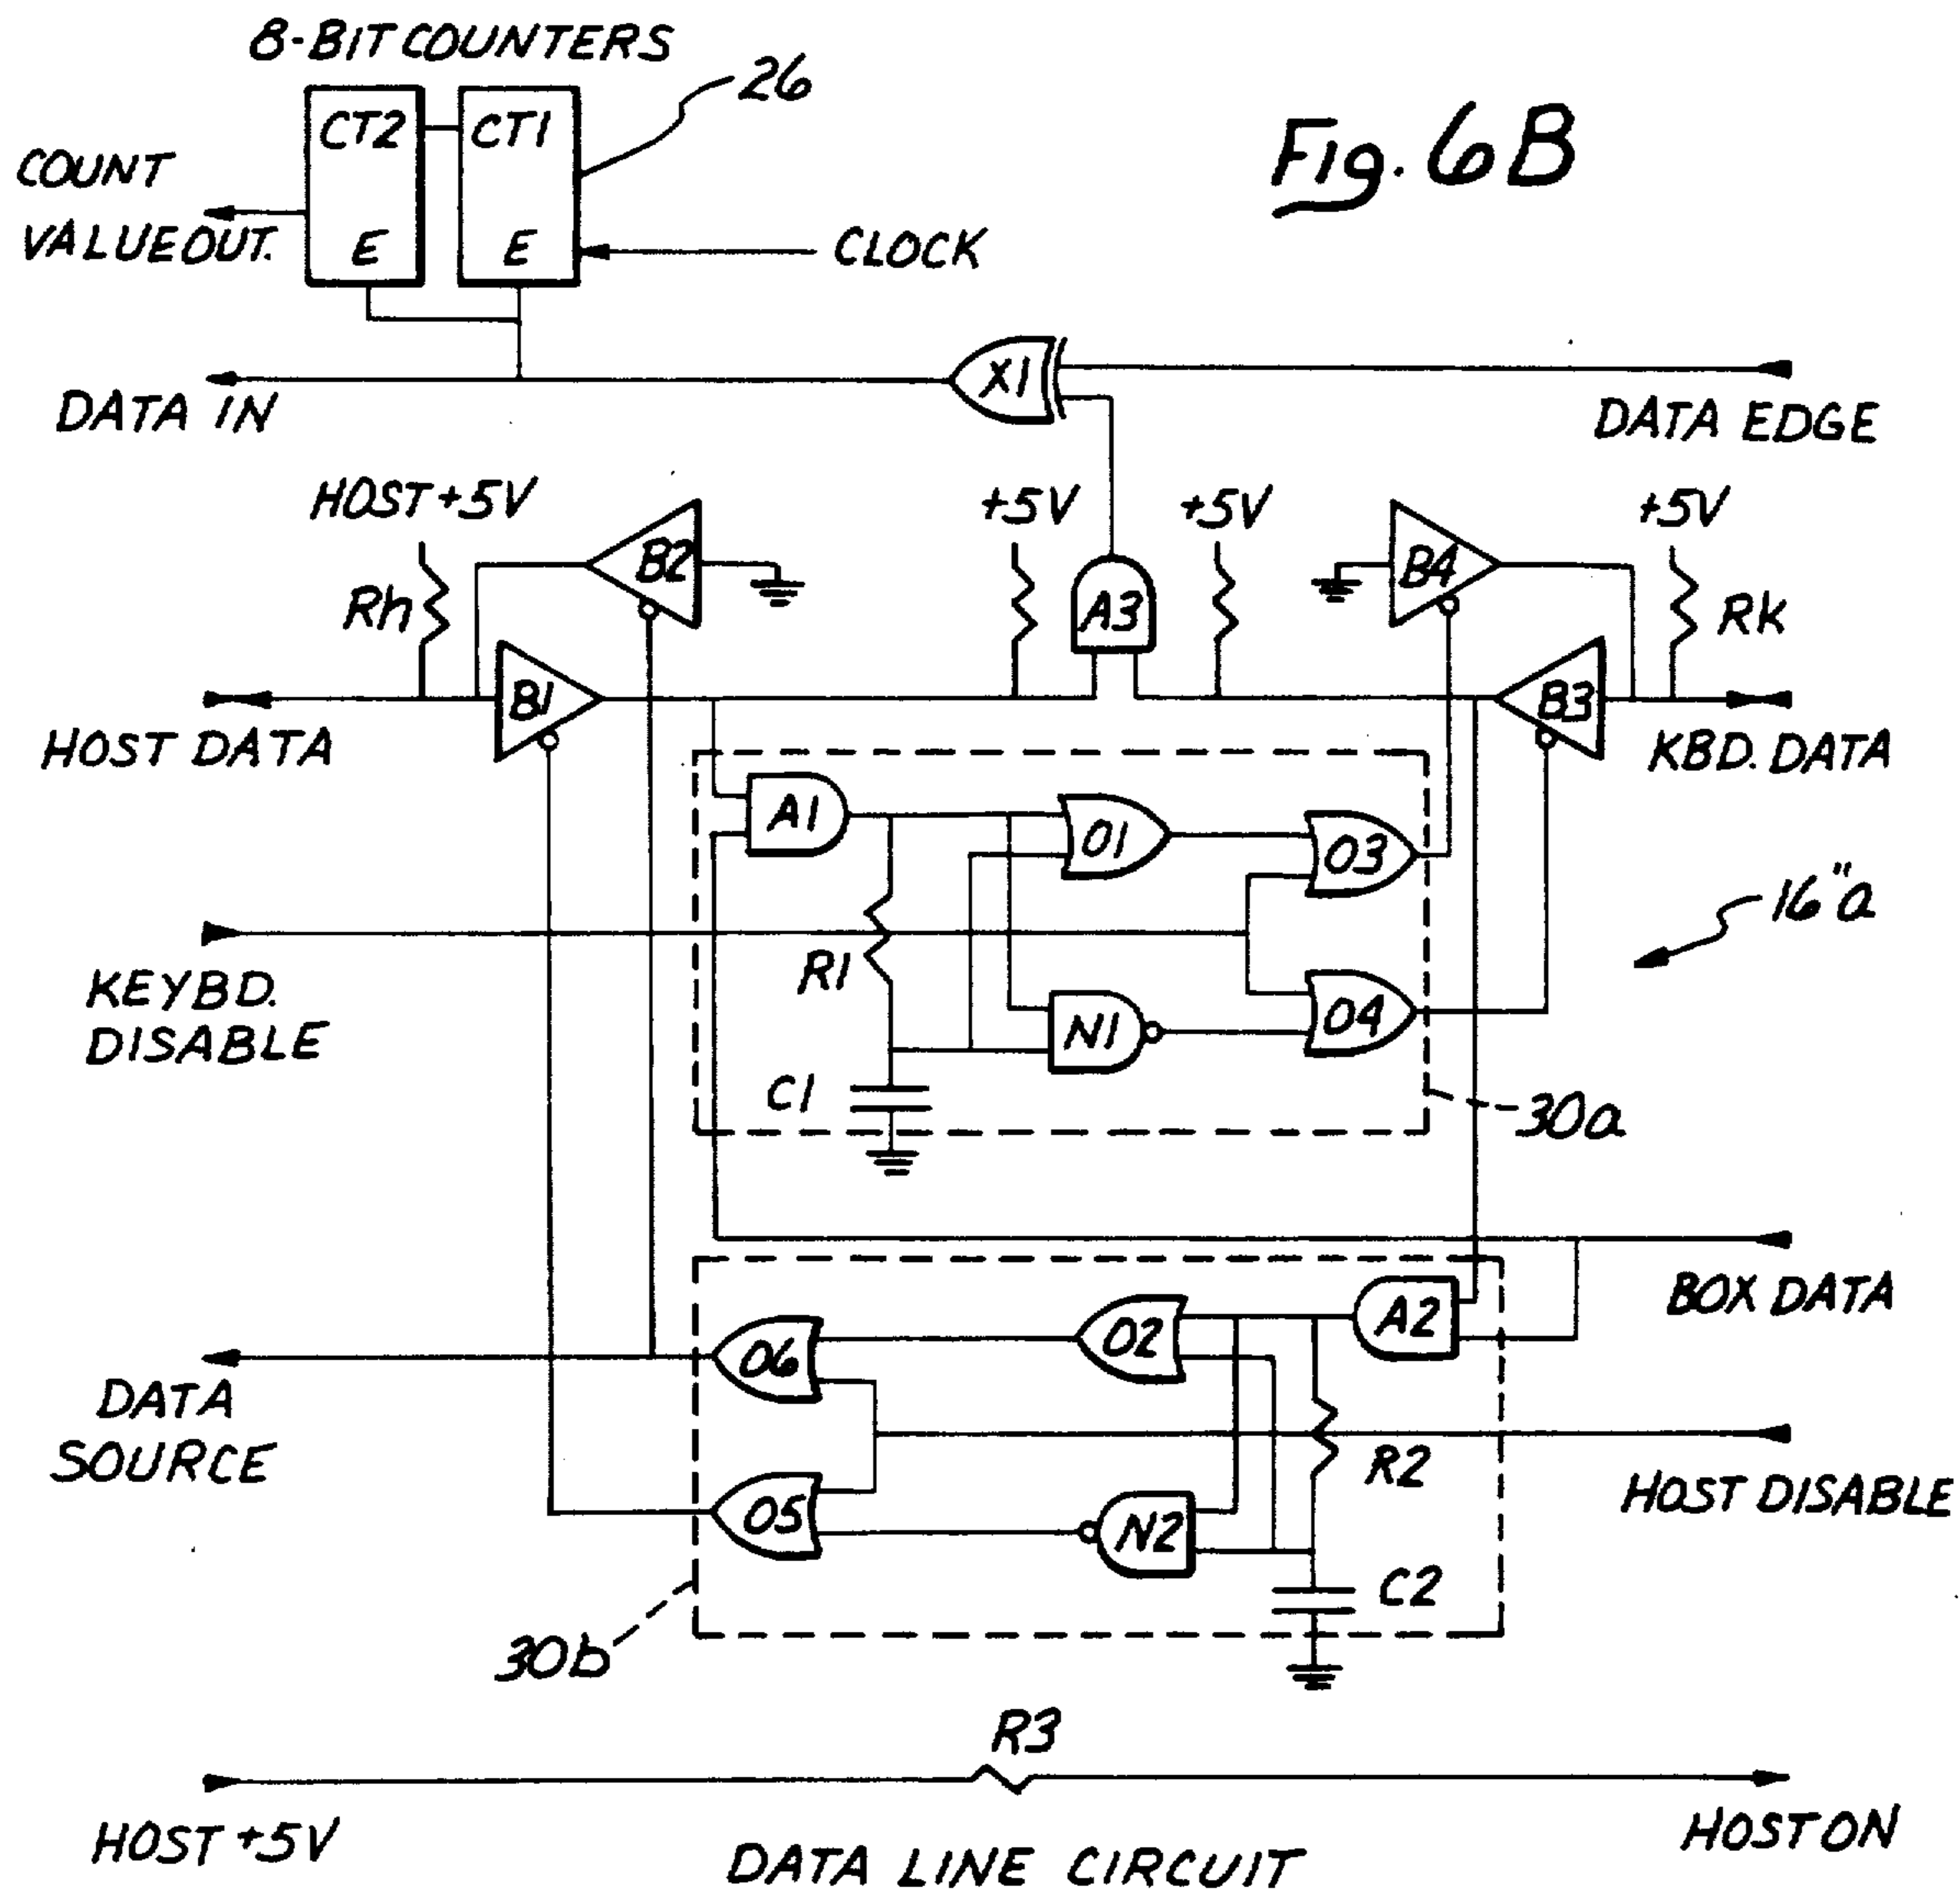 8-BIT COUNTERS
26
Fig. 6B
CT2
CT1
COUNT
VALUE OUT.
E
E
CLOCK
X1
DATA IN
DATA EDGE
HOST +5V
+5V
+5V
+5V
B2
B4
Rh
A3
Rk
B1
B3
HOST DATA
KBD. DATA
A1
O1
O3
16"a
R1
KEYBD.
DISABLE
N1
O4
C1
30a
BOX DATA
A2
O2
O6
DATA
SOURCE
R2
HOST DISABLE
O5
N2
C2
30b
R3
HOST +5V
HOST ON
DATA LINE CIRCUIT